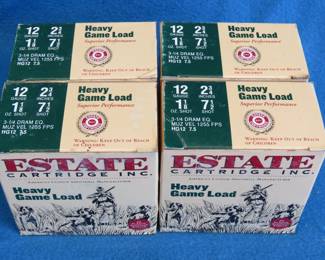 12 2¾
GAUGE INCHES
1¼ 7½
OZ. SHOT SHOT
3-1/4 DRAM EQ.
MUZ VEL 1255 FPS
HG12 7.5
Heavy
Game Load
Superior Performance
WARNING: KEEP OUT OF REACH
OF CHILDREN
12 2¾
GAUGE INCHES
1¼ 7½
OZ. SHOT SHOT
3-1/4 DRAM EQ.
MUZ VEL 1255 FPS
HG12 7.5
Heavy
Game Load
Superior Performance
WARNING: KEEP OUT OF REACH
OF CHILDREN
12 2¾
GAUGE INCHES
1¼ 7½
OZ. SHOT SHOT
3-1/4 DRAM EQ.
MUZ VEL 1255 FPS
HG12
Heavy
Game Load
Superior Performance
WARNING: KEEP OUT OF REACH
OF CHILDREN
12 2¾
GAUGE INCHES
1¼ 7½
OZ. SHOT SHOT
3-1/4 DRAM EQ.
MUZ VEL 1255 FPS
HG12 7.5
Heavy
Game Load
Superior Performance
WARNING: KEEP OUT OF REACH
OF CHILDREN
ESTATE
CARTRIDGE INC.
Heavy
Game Load
ESTATE
CARTRIDGE INC.
Heavy
Game Load